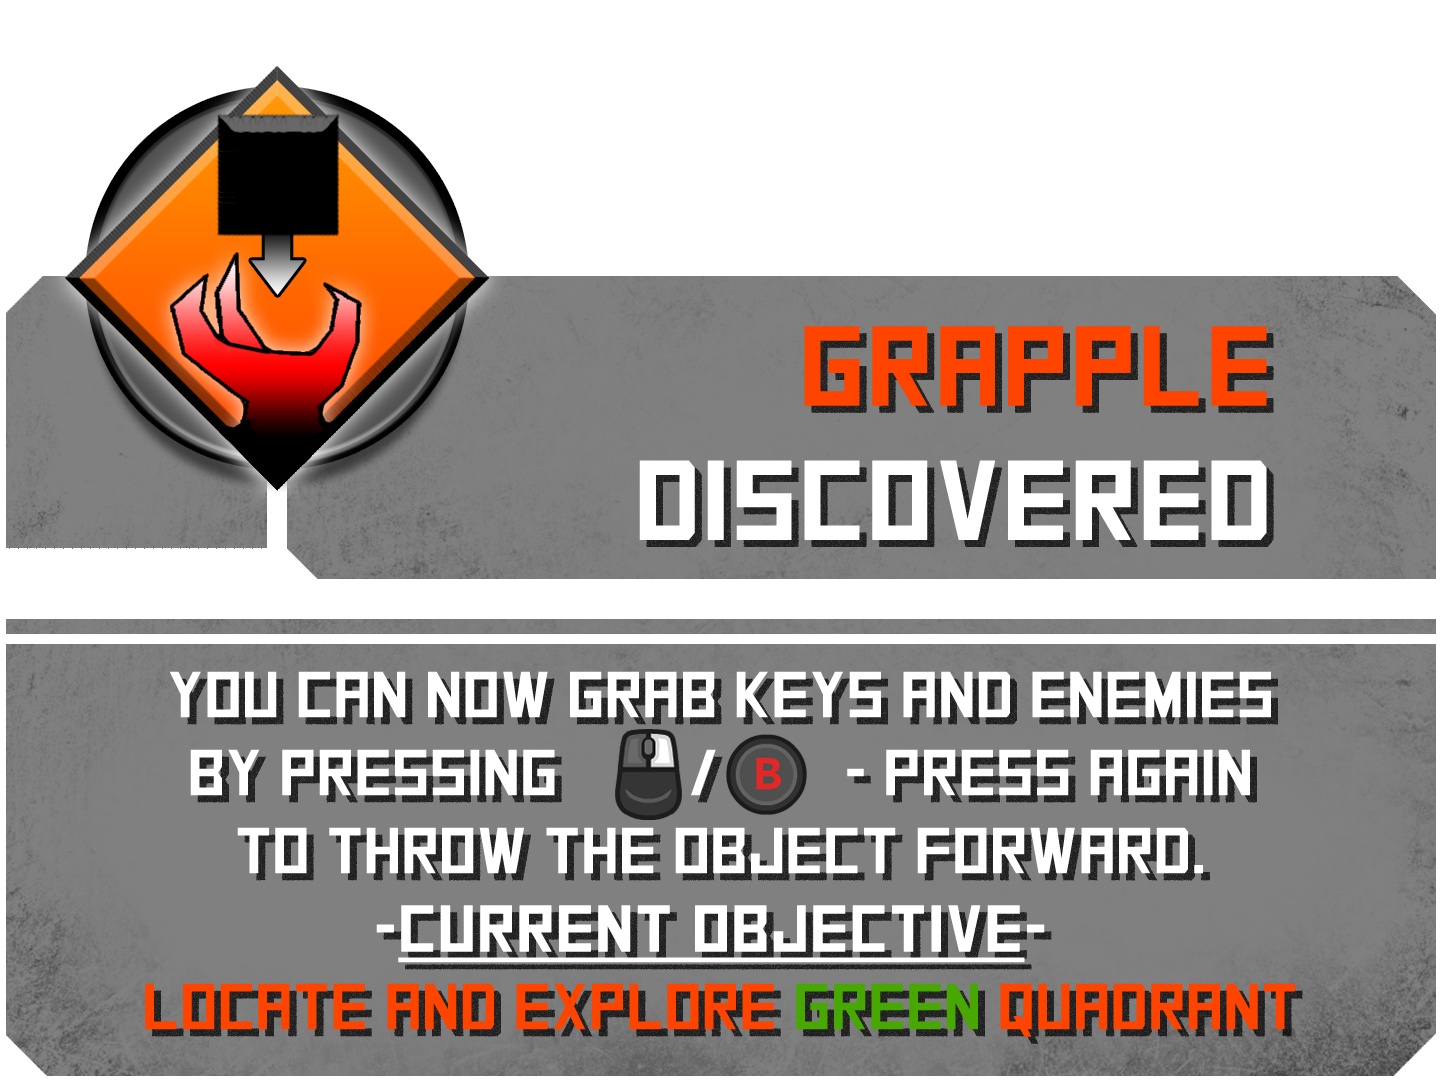 GRAPPLE
DISCOVERED
YOU CAN NOW GRAB KEYS AND ENEMIES
BY PRESSING / B - PRESS AGAIN
TO THROW THE OBJECT FORWARD.
-CURRENT OBJECTIVE-
LOCATE AND EXPLORE GREEN QUADRANT